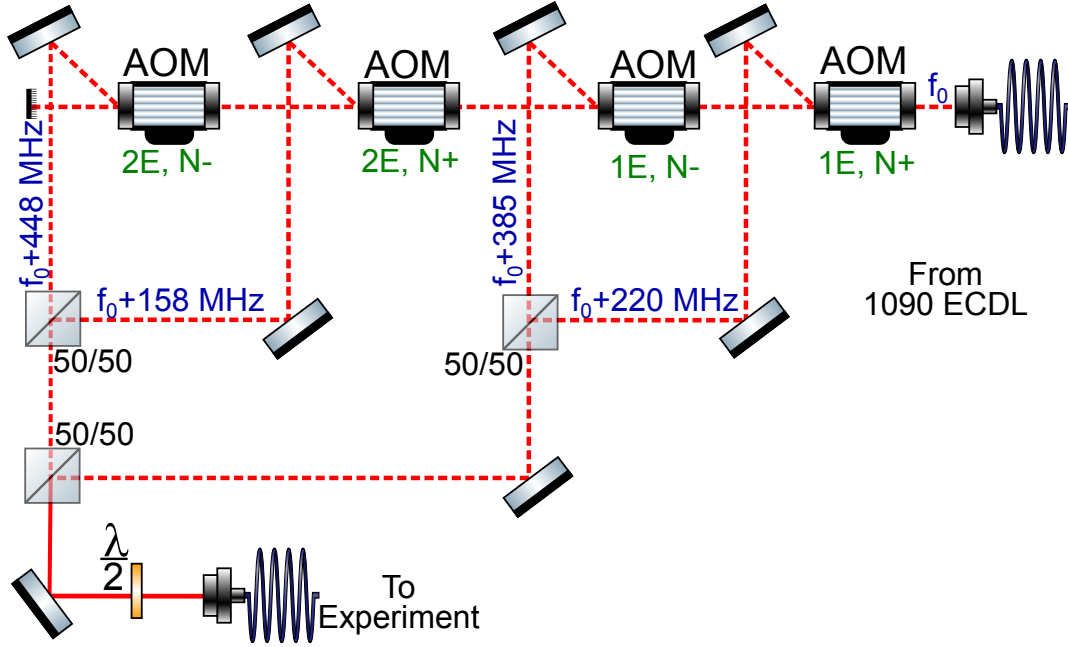 AOM
AOM
AOM
AOM
f₀
2E, N-
2E, N+
1E, N-
1E, N+
f₀+448 MHz
f₀+385 MHz
f₀+158 MHz
f₀+220 MHz
From
1090 ECDL
50/50
50/50
50/50
λ
2
To
Experiment